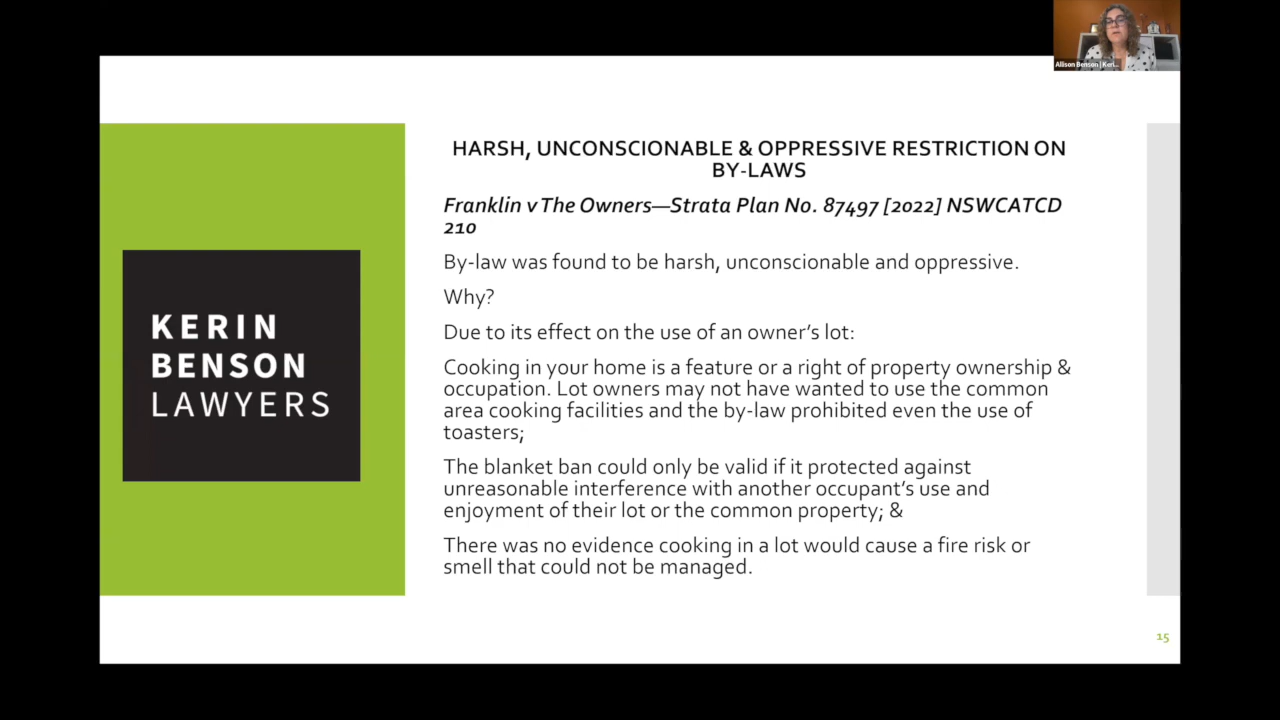 Allison Benson | Keri...
HARSH, UNCONSCIONABLE & OPPRESSIVE RESTRICTION ON
BY-LAWS
Franklin v The Owners—Strata Plan No. 87497 [2022] NSWCATCD
210
By-law was found to be harsh, unconscionable and oppressive.
Why?
Due to its effect on the use of an owner's lot:
Cooking in your home is a feature or a right of property ownership &
occupation. Lot owners may not have wanted to use the common
area cooking facilities and the by-law prohibited even the use of
toasters;
The blanket ban could only be valid if it protected against
unreasonable interference with another occupant's use and
enjoyment of their lot or the common property; &
There was no evidence cooking in a lot would cause a fire risk or
smell that could not be managed.
KERIN
BENSON
LAWYERS
15